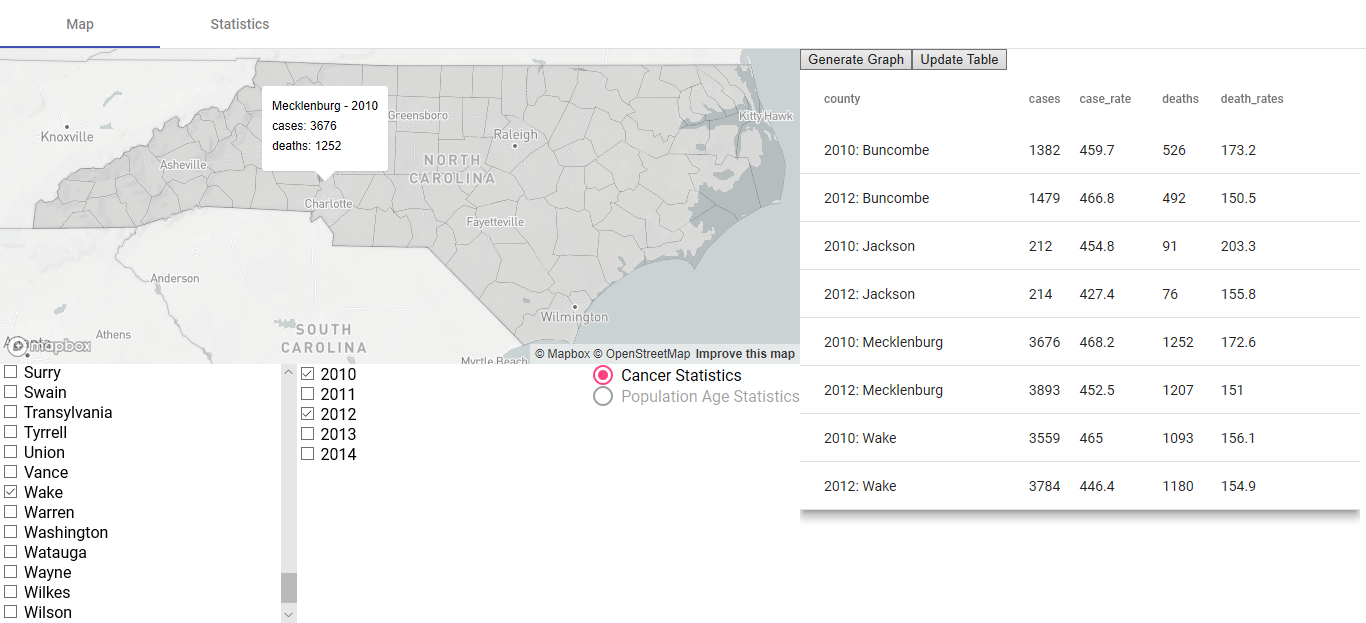 Map
Statistics
Knoxville
Asheville
Mecklenburg - 2010
cases: 3676
deaths: 1252
Greensboro
Raleigh
Kitty Hawk
NORTH
CAROLINA
Charlotte
Fayetteville
Anderson
Wilmington
Athens
SOUTH
CAROLINA
Atlanta
mapbox
Myrtle Beach
© Mapbox © OpenStreetMap Improve this map
Surry
Swain
Transylvania
Tyrrell
Union
Vance
Wake
Warren
Washington
Watauga
Wayne
Wilkes
Wilson
2010
2011
2012
2013
2014
Cancer Statistics
Population Age Statistics
Generate Graph Update Table
county cases case_rate deaths death_rates
2010: Buncombe 1382 459.7 526 173.2
2012: Buncombe 1479 466.8 492 150.5
2010: Jackson 212 454.8 91 203.3
2012: Jackson 214 427.4 76 155.8
2010: Mecklenburg 3676 468.2 1252 172.6
2012: Mecklenburg 3893 452.5 1207 151
2010: Wake 3559 465 1093 156.1
2012: Wake 3784 446.4 1180 154.9